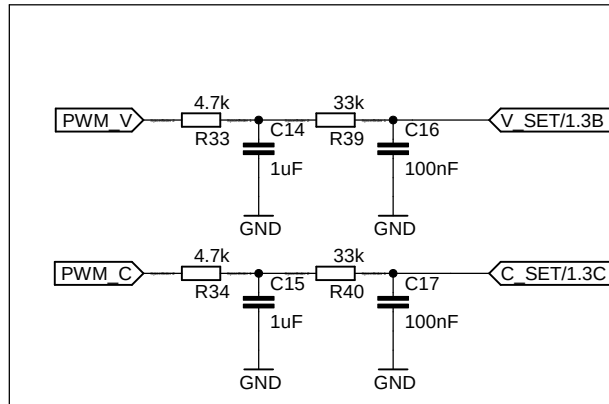 4.7k
33k
PWM_V
C14
C16
V_SET/1.3B
R33
R39
1uF
100nF
GND
GND
4.7k
33k
PWM_C
C15
C17
C_SET/1.3C
R34
R40
1uF
100nF
GND
GND